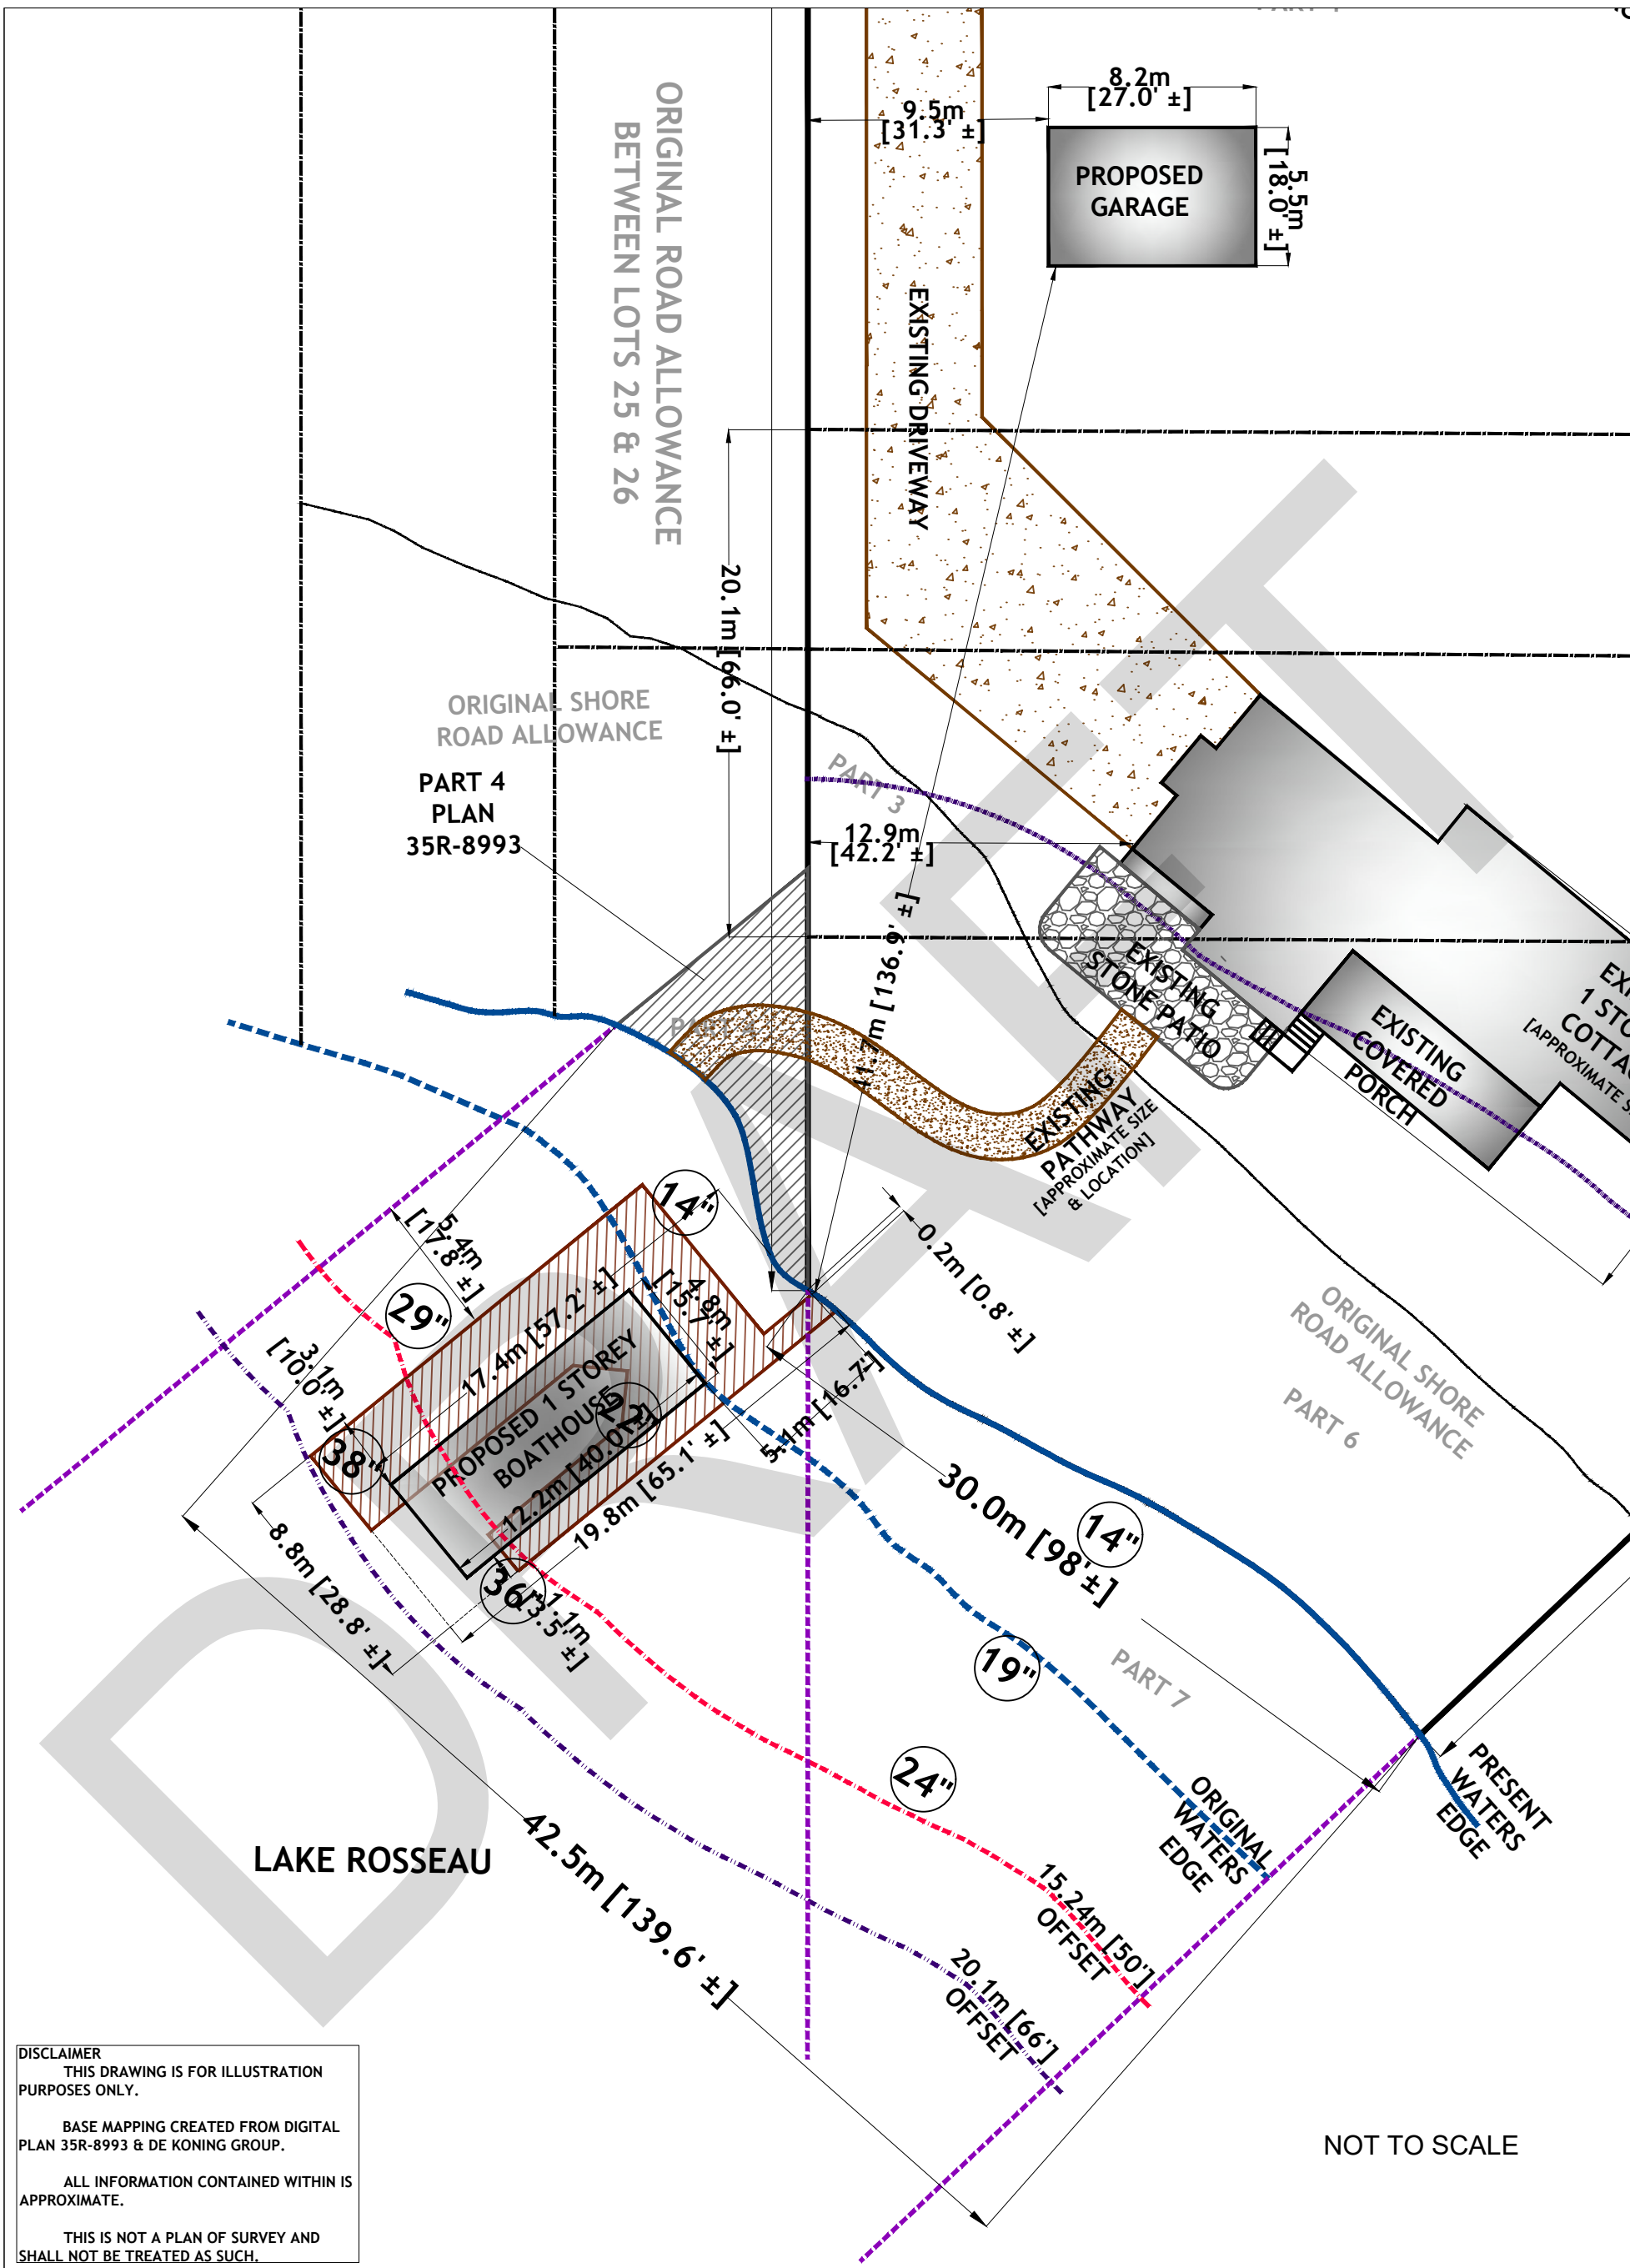 8.2m
[27.0' ±]
9.5m
[31.3' ±]
PROPOSED
GARAGE
5.5m
[18.0' ±]
ORIGINAL ROAD ALLOWANCE
BETWEEN LOTS 25 & 26
EXISTING DRIVEWAY
20.1m [66.0' ±]
ORIGINAL SHORE
ROAD ALLOWANCE
PART 4
PLAN
35R-8993
PART 3
12.9m
[42.2' ±]
41.7m [136.9' ±]
EXISTING
STONE PATIO
EXISTING
COVERED
PORCH
1 STO
COTTA
[APPROXIMATE S
EXISTING
PATHWAY
[APPROXIMATE SIZE
& LOCATION]
14"
5.4m
[17.8' ±]
29"
4.8m
[15.7' ±]
0.2m [0.8' ±]
17.4m [57.2' ±]
3.1m
[10.0' ±]
38"
PROPOSED 1 STOREY
BOATHOUSE
22"
12.2m [40.0' ±]
19.8m [65.1' ±]
5.1m [16.7']
36"
1.1m
[3.5' ±]
8.8m [28.8' ±]
30.0m [98'±]
14"
ORIGINAL SHORE
ROAD ALLOWANCE
PART 6
19"
PART 7
24"
PRESENT
WATERS
EDGE
ORIGINAL
WATERS
EDGE
LAKE ROSSEAU
42.5m [139.6' ±]
15.24m [50']
OFFSET
20.1m [66']
OFFSET
DRAFT
DISCLAIMER
THIS DRAWING IS FOR ILLUSTRATION
PURPOSES ONLY.
BASE MAPPING CREATED FROM DIGITAL
PLAN 35R-8993 & DE KONING GROUP.
ALL INFORMATION CONTAINED WITHIN IS
APPROXIMATE.
THIS IS NOT A PLAN OF SURVEY AND
SHALL NOT BE TREATED AS SUCH.
NOT TO SCALE